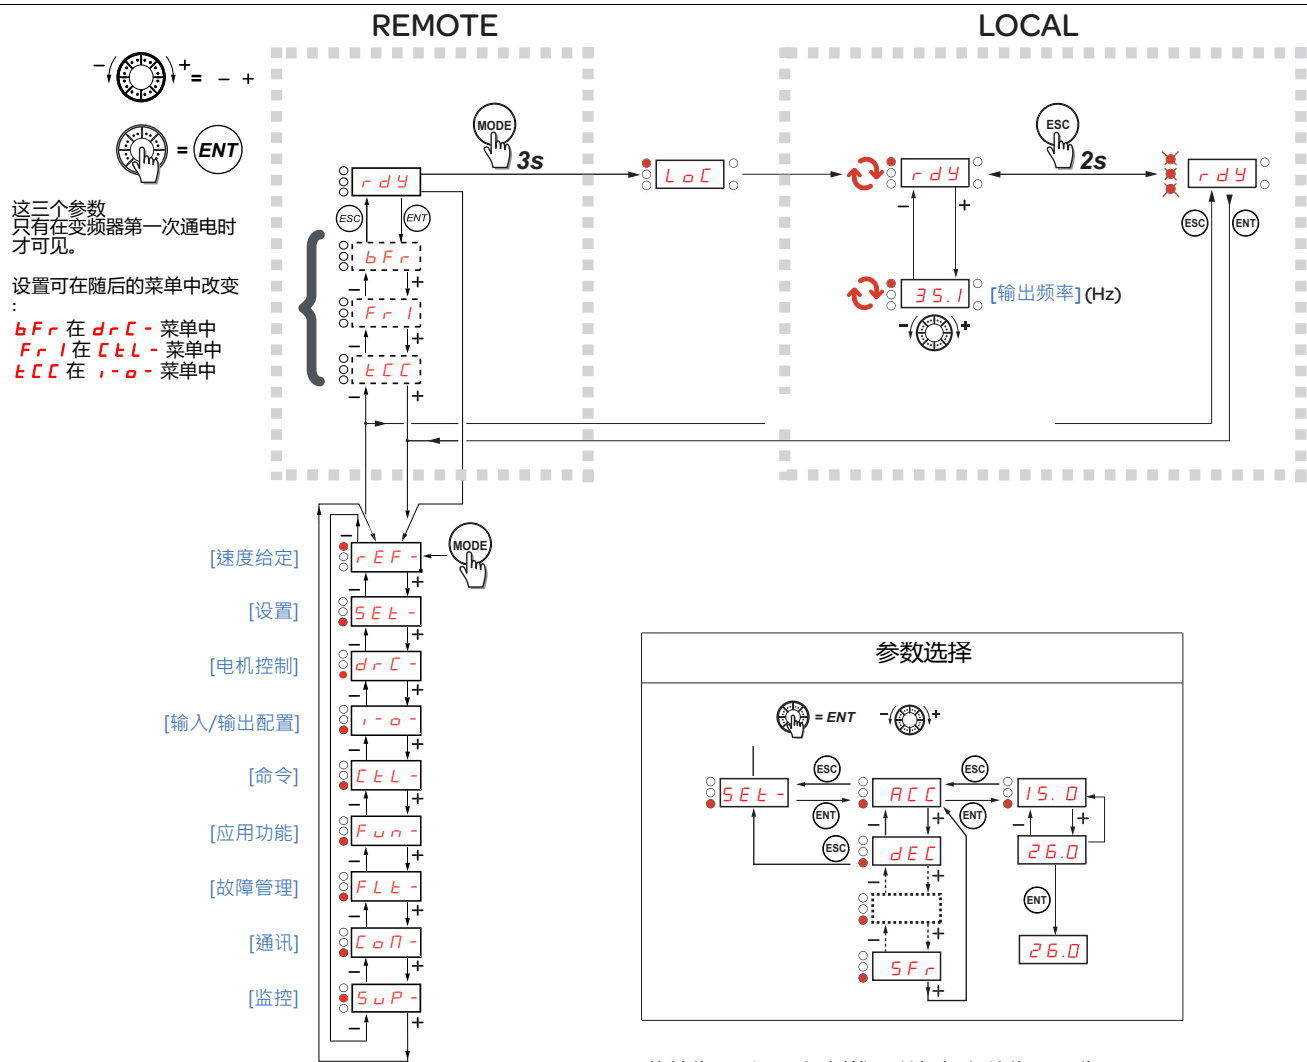 REMOTE
LOCAL
- + = - +
= ENT
这三个参数
只有在变频器第一次通电时
才可见。
设置可在随后的菜单中改变
:
bFr 在 drC- 菜单中
Fr1 在 CtL- 菜单中
tCC 在 i-o- 菜单中
MODE
3s
rdY
ESC
ENT
bFr
- +
Fr1
- +
tCC
- +
LoC
rdY
- +
35.1
[输出频率] (Hz)
- +
ESC
2s
rdY
ESC
ENT
-
[速度给定]
rEF-
MODE
- +
[设置]
SEt-
- +
[电机控制]
drC-
- +
[输入/输出配置]
i-o-
- +
[命令]
CtL-
- +
[应用功能]
Fun-
- +
[故障管理]
FLt-
- +
[通讯]
CoM-
- +
[监控]
SuP-
- +
参数选择
= ENT
- +
SEt-
ESC
ENT
ACC
ESC
ENT
15.0
- +
ESC
dEC
26.0
- +
ENT
- +
SFr
26.0
+